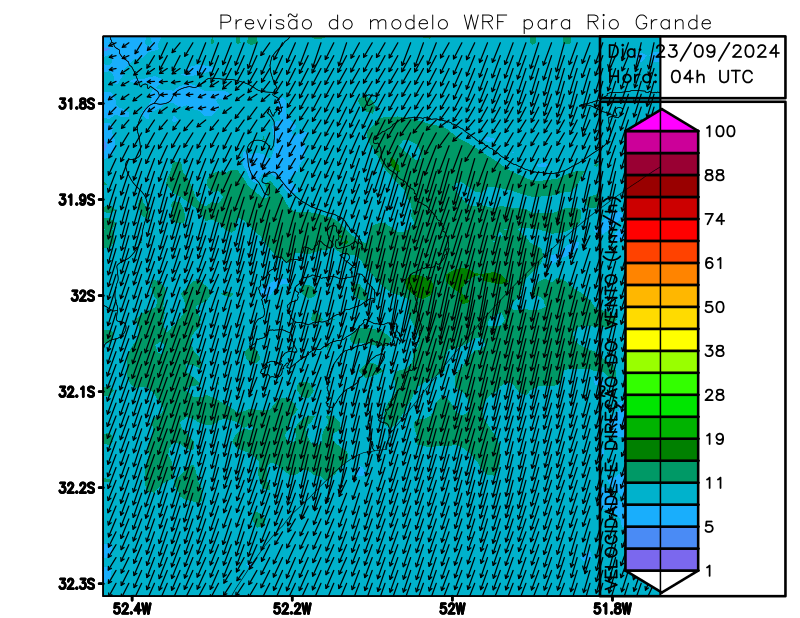 Previsão do modelo WRF para Rio Grande
Dia: 23/09/2024
Hora: 04h UTC
31.8S
31.9S
32S
32.1S
32.2S
32.3S
52.4W
52.2W
52W
51.8W
VELOCIDADE E DIREÇÃO DO VENTO (km/h)
100
88
74
61
50
38
28
19
11
5
1